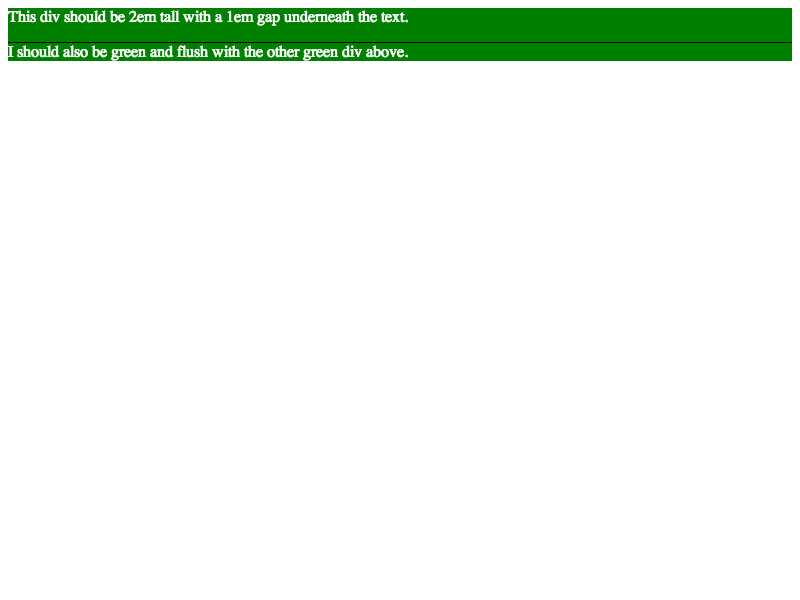 This div should be 2em tall with a 1em gap underneath the text.
I should also be green and flush with the other green div above.